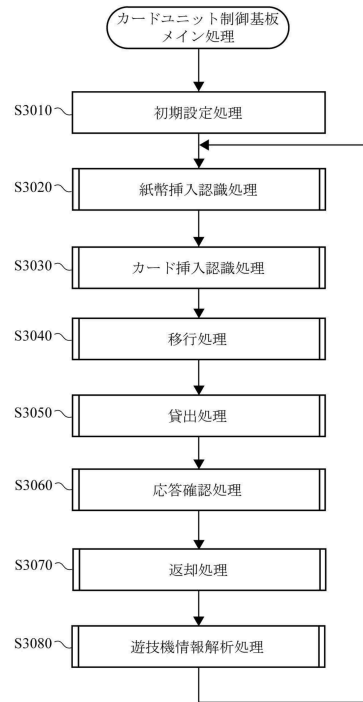 カードユニット制御基板
メイン処理
S3010
初期設定処理
S3020
紙幣挿入認識処理
S3030
カード挿入認識処理
S3040
移行処理
S3050
貸出処理
S3060
応答確認処理
S3070
返却処理
S3080
遊技機情報解析処理